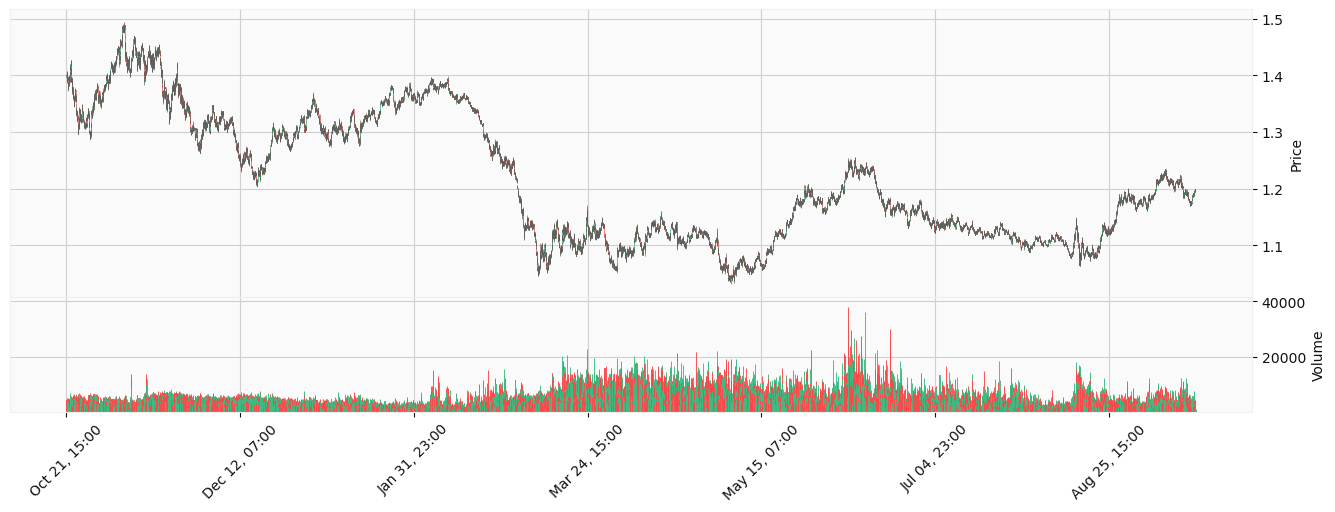 1.5
1.4
1.3
1.2
1.1
Price
40000
20000
Volume
Oct 21, 15:00
Dec 12, 07:00
Jan 31, 23:00
Mar 24, 15:00
May 15, 07:00
Jul 04, 23:00
Aug 25, 15:00